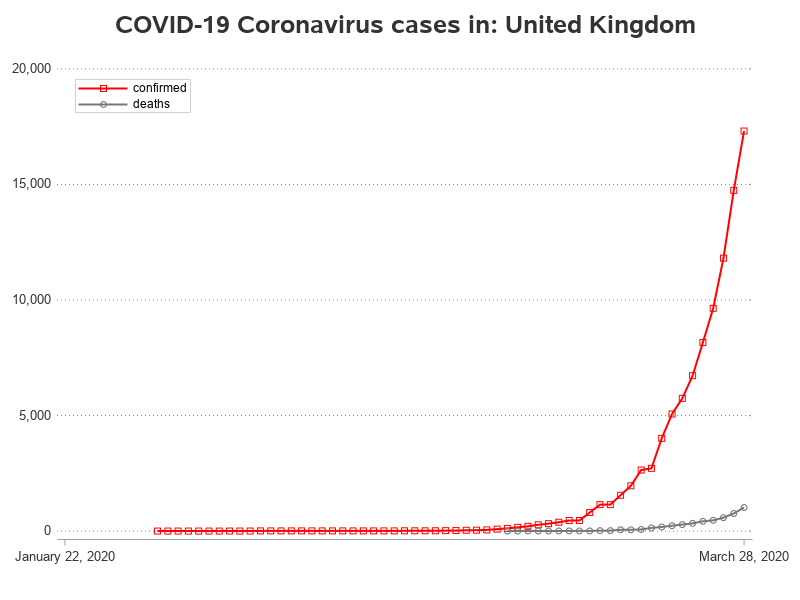 COVID-19 Coronavirus cases in: United Kingdom
20,000
confirmed
deaths
15,000
10,000
5,000
0
January 22, 2020
March 28, 2020